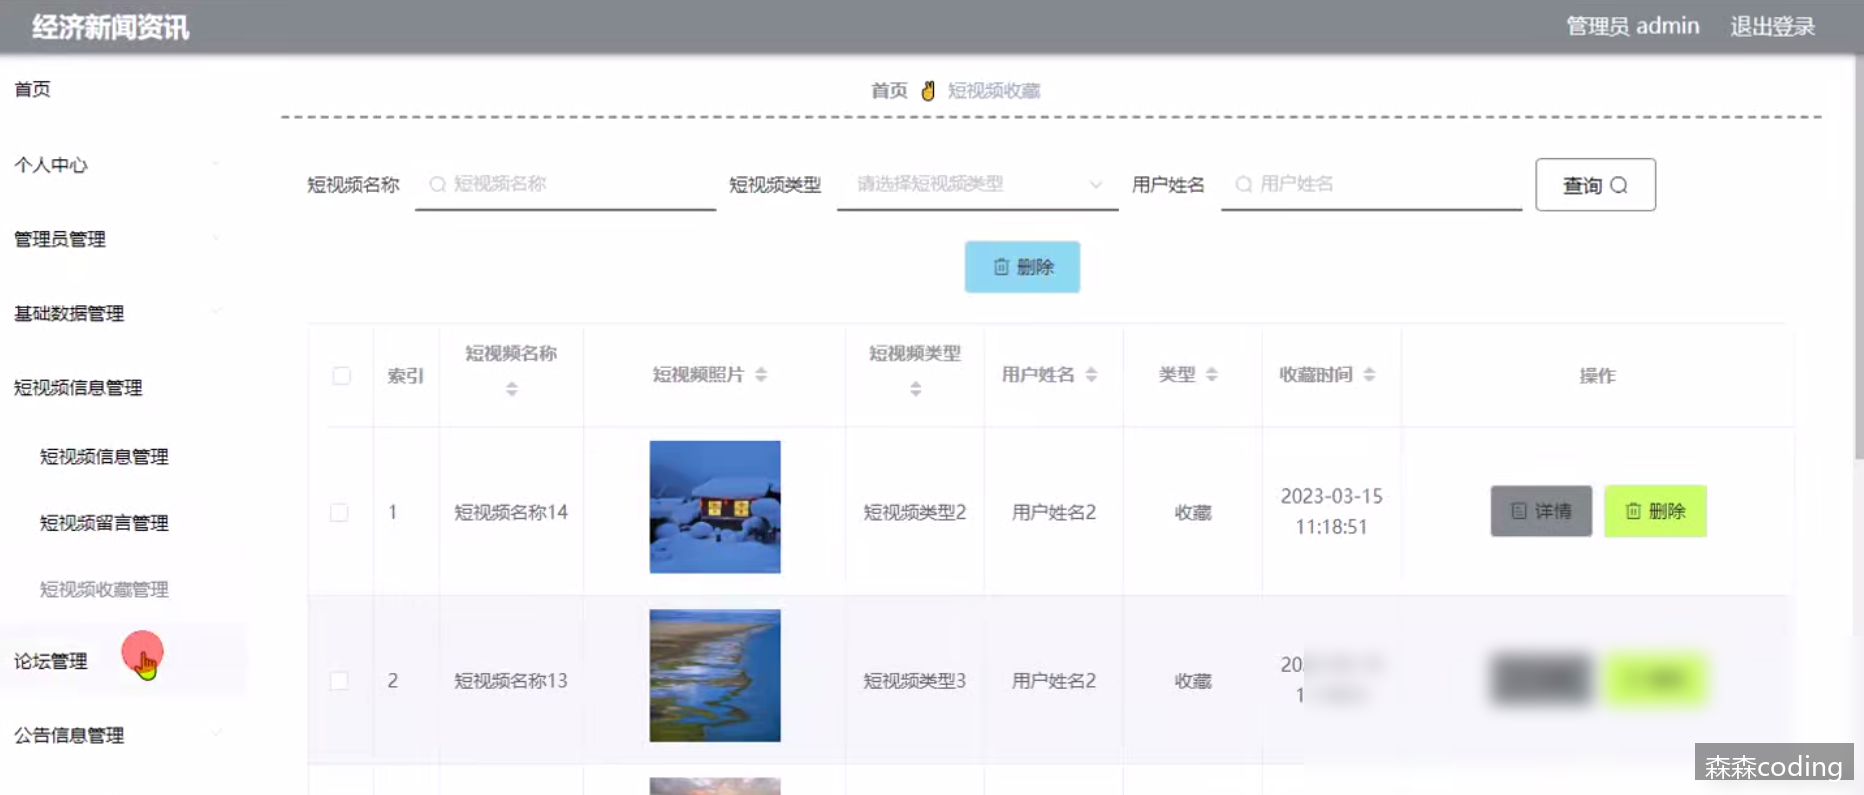 经济新闻资讯
管理员 admin 退出登录
首页
个人中心
管理员管理
基础数据管理
短视频信息管理
短视频信息管理
短视频留言管理
短视频收藏管理
论坛管理
公告信息管理
首页 短视频收藏
短视频名称 短视频名称 短视频类型 请选择短视频类型 用户姓名 用户姓名 查询
删除
索引 短视频名称 短视频照片 短视频类型 用户姓名 类型 收藏时间 操作
1 短视频名称14 短视频类型2 用户姓名2 收藏 2023-03-15 11:18:51 详情 删除
2 短视频名称13 短视频类型3 用户姓名2 收藏
森森coding